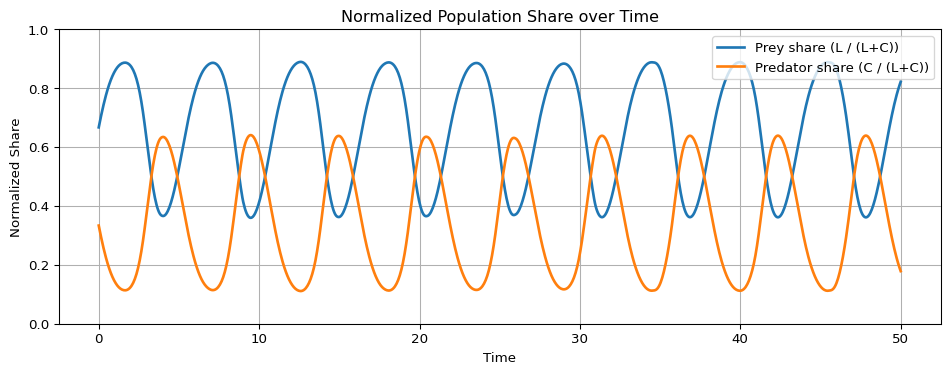 Normalized Population Share over Time
Normalized Share
1.0
0.8
0.6
0.4
0.2
0.0
Prey share (L / (L+C))
Predator share (C / (L+C))
0 10 20 30 40 50
Time